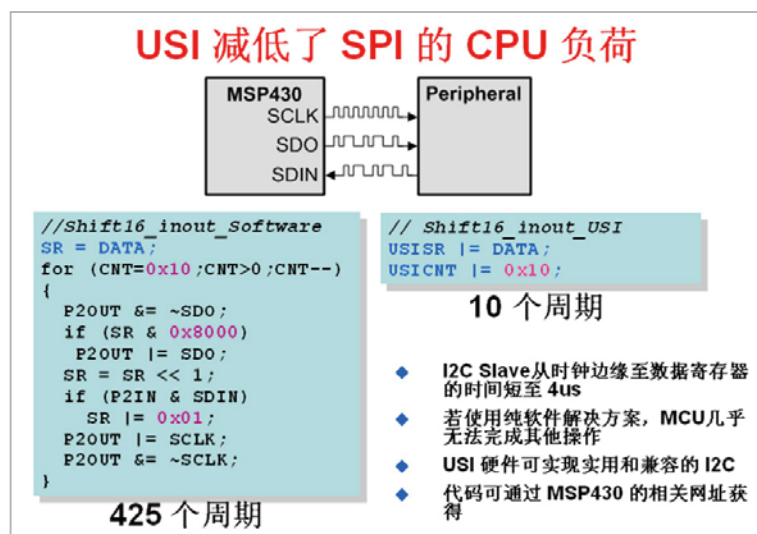 USI 减低了 SPI 的 CPU 负荷
MSP430
SCLK
SDO
SDIN
Peripheral
//Shift16_inout_Software
SR = DATA;
for (CNT=0x10;CNT>0;CNT--)
{
P2OUT &= ~SDO;
if (SR & 0x8000)
P2OUT |= SDO;
SR = SR << 1;
if (P2IN & SDIN)
SR |= 0x01;
P2OUT |= SCLK;
P2OUT &= ~SCLK;
}
425 个周期
// Shift16_inout_USI
USISR |= DATA;
USICNT |= 0x10;
10 个周期
I2C Slave从时钟边缘至数据寄存器
的时间短至 4us
若使用纯软件解决方案，MCU几乎
无法完成其他操作
USI 硬件可实现实用和兼容的 I2C
代码可通过 MSP430 的相关网址获
得